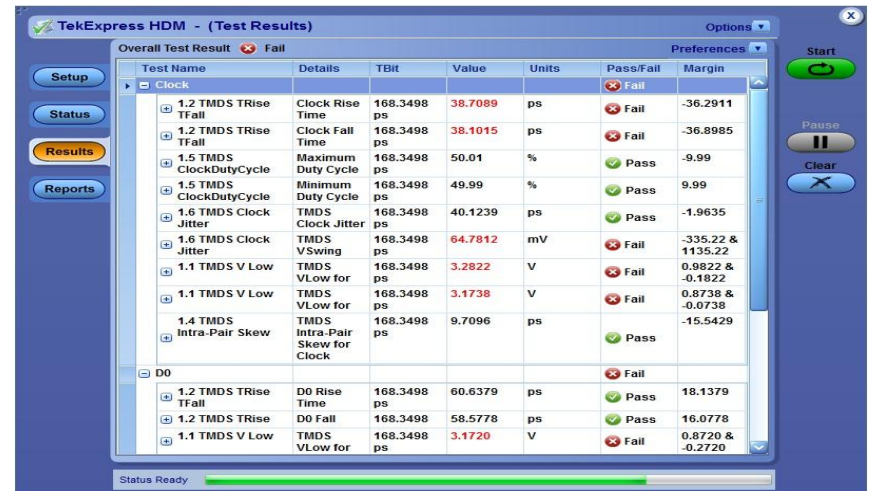 TekExpress HDM - (Test Results)
Options
X
Overall Test Result Fail
Preferences
Start
Setup
Status
Results
Reports
Pause
Clear
Test Name Details TBit Value Units Pass/Fail Margin
Clock Fail
1.2 TMDS TRise TFall Clock Rise Time 168.3498 ps 38.7089 ps Fail -36.2911
1.2 TMDS TRise TFall Clock Fall Time 168.3498 ps 38.1015 ps Fail -36.8985
1.5 TMDS ClockDutyCycle Maximum Duty Cycle 168.3498 ps 50.01 % Pass -9.99
1.5 TMDS ClockDutyCycle Minimum Duty Cycle 168.3498 ps 49.99 % Pass 9.99
1.6 TMDS Clock Jitter TMDS Clock Jitter 168.3498 ps 40.1239 ps Pass -1.9635
1.6 TMDS Clock Jitter TMDS VSwing 168.3498 ps 64.7812 mV Fail -335.22 & 1135.22
1.1 TMDS V Low TMDS VLow for 168.3498 ps 3.2822 V Fail 0.9822 & -0.1822
1.1 TMDS V Low TMDS VLow for 168.3498 ps 3.1738 V Fail 0.8738 & -0.0738
1.4 TMDS Intra-Pair Skew TMDS Intra-Pair Skew for Clock 168.3498 ps 9.7096 ps Pass -15.5429
D0 Fail
1.2 TMDS TRise TFall D0 Rise Time 168.3498 ps 60.6379 ps Pass 18.1379
1.2 TMDS TRise D0 Fall 168.3498 ps 58.5778 ps Pass 16.0778
1.1 TMDS V Low TMDS VLow for 168.3498 ps 3.1720 V Fail 0.8720 & -0.2720
Status Ready